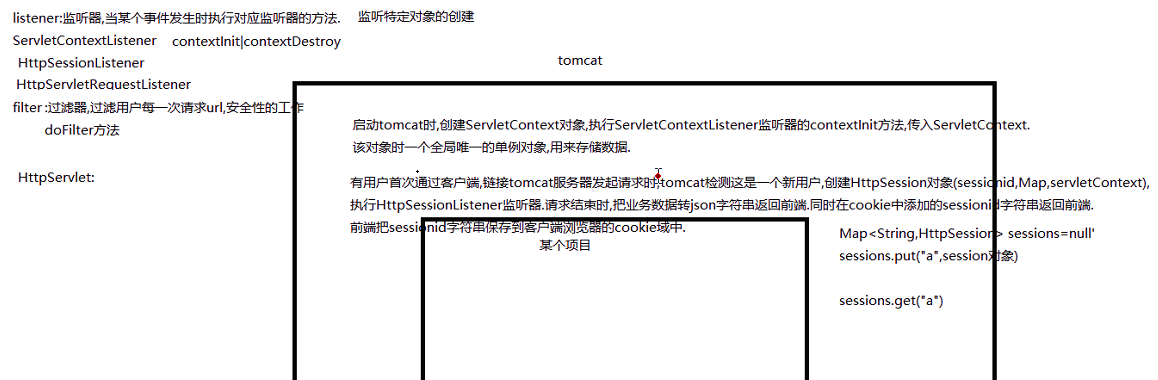 listener:监听器,当某个事件发生时执行对应监听器的方法. 监听特定对象的创建
ServletContextListener contextInit|contextDestroy
HttpSessionListener
HttpServletRequestListener
filter :过滤器,过滤用户每一次请求url,安全性的工作
doFilter方法
HttpServlet:
tomcat
启动tomcat时,创建ServletContext对象,执行ServletContextListener监听器的contextInit方法,传入ServletContext.
该对象时一个全局唯一的单例对象,用来存储数据.
有用户首次通过客户端,链接tomcat服务器发起请求时,tomcat检测这是一个新用户,创建HttpSession对象(sessionid,Map,servletContext),
执行HttpSessionListener监听器.请求结束时,把业务数据转json字符串返回前端.同时在cookie中添加的sessionid字符串返回前端.
前端把sessionid字符串保存到客户端浏览器的cookie域中.
某个项目
Map<String,HttpSession> sessions=null'
sessions.put("a",session对象)
sessions.get("a")